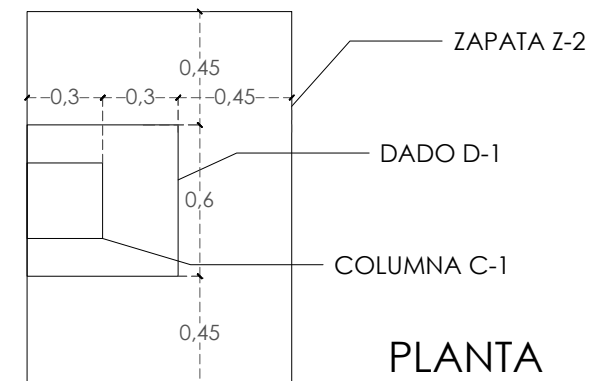 ZAPATA Z-2
0,45
0,3
0,3
0,45
DADO D-1
0,6
COLUMNA C-1
0,45
PLANTA